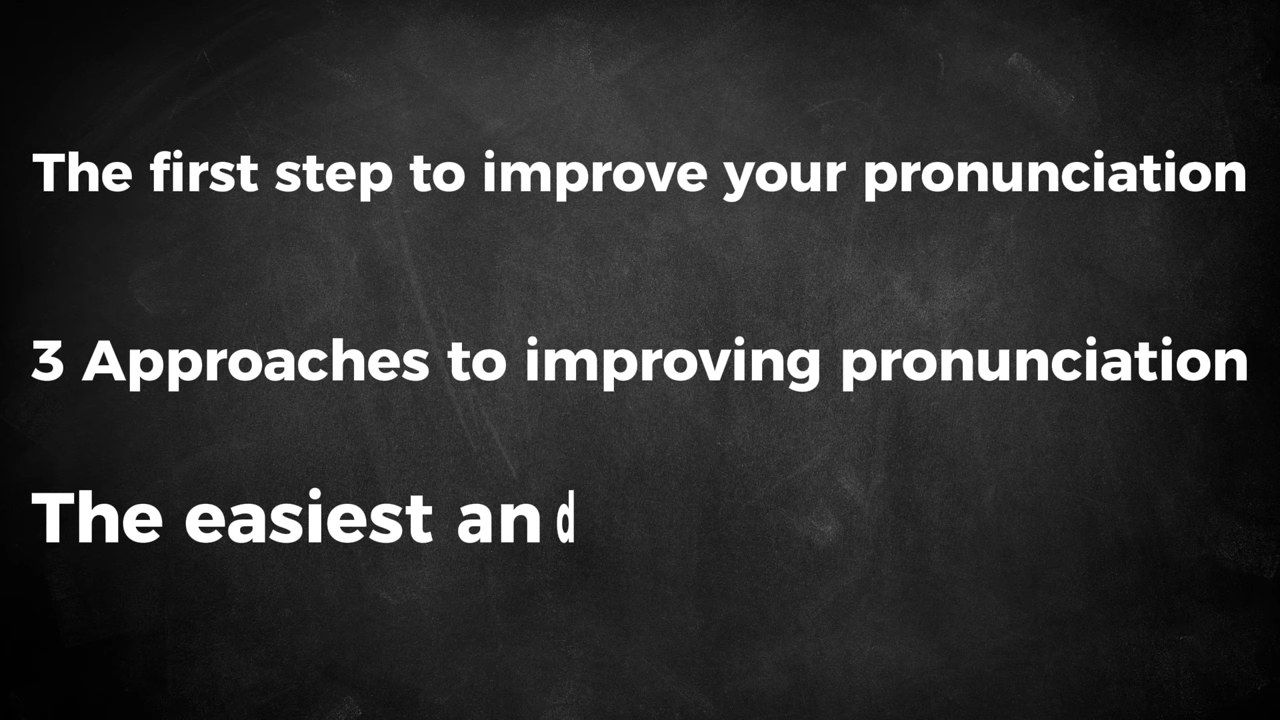 The first step to improve your pronunciation
3 Approaches to improving pronunciation
The easiest and